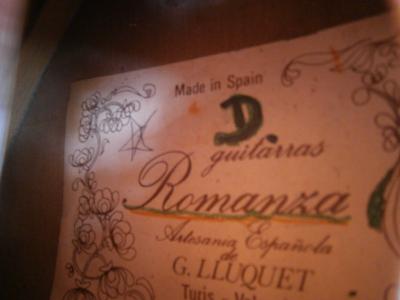 Made in Spain
D
guitarras
Romanza
Artesania Española
de
G. LLUQUET
Turis -